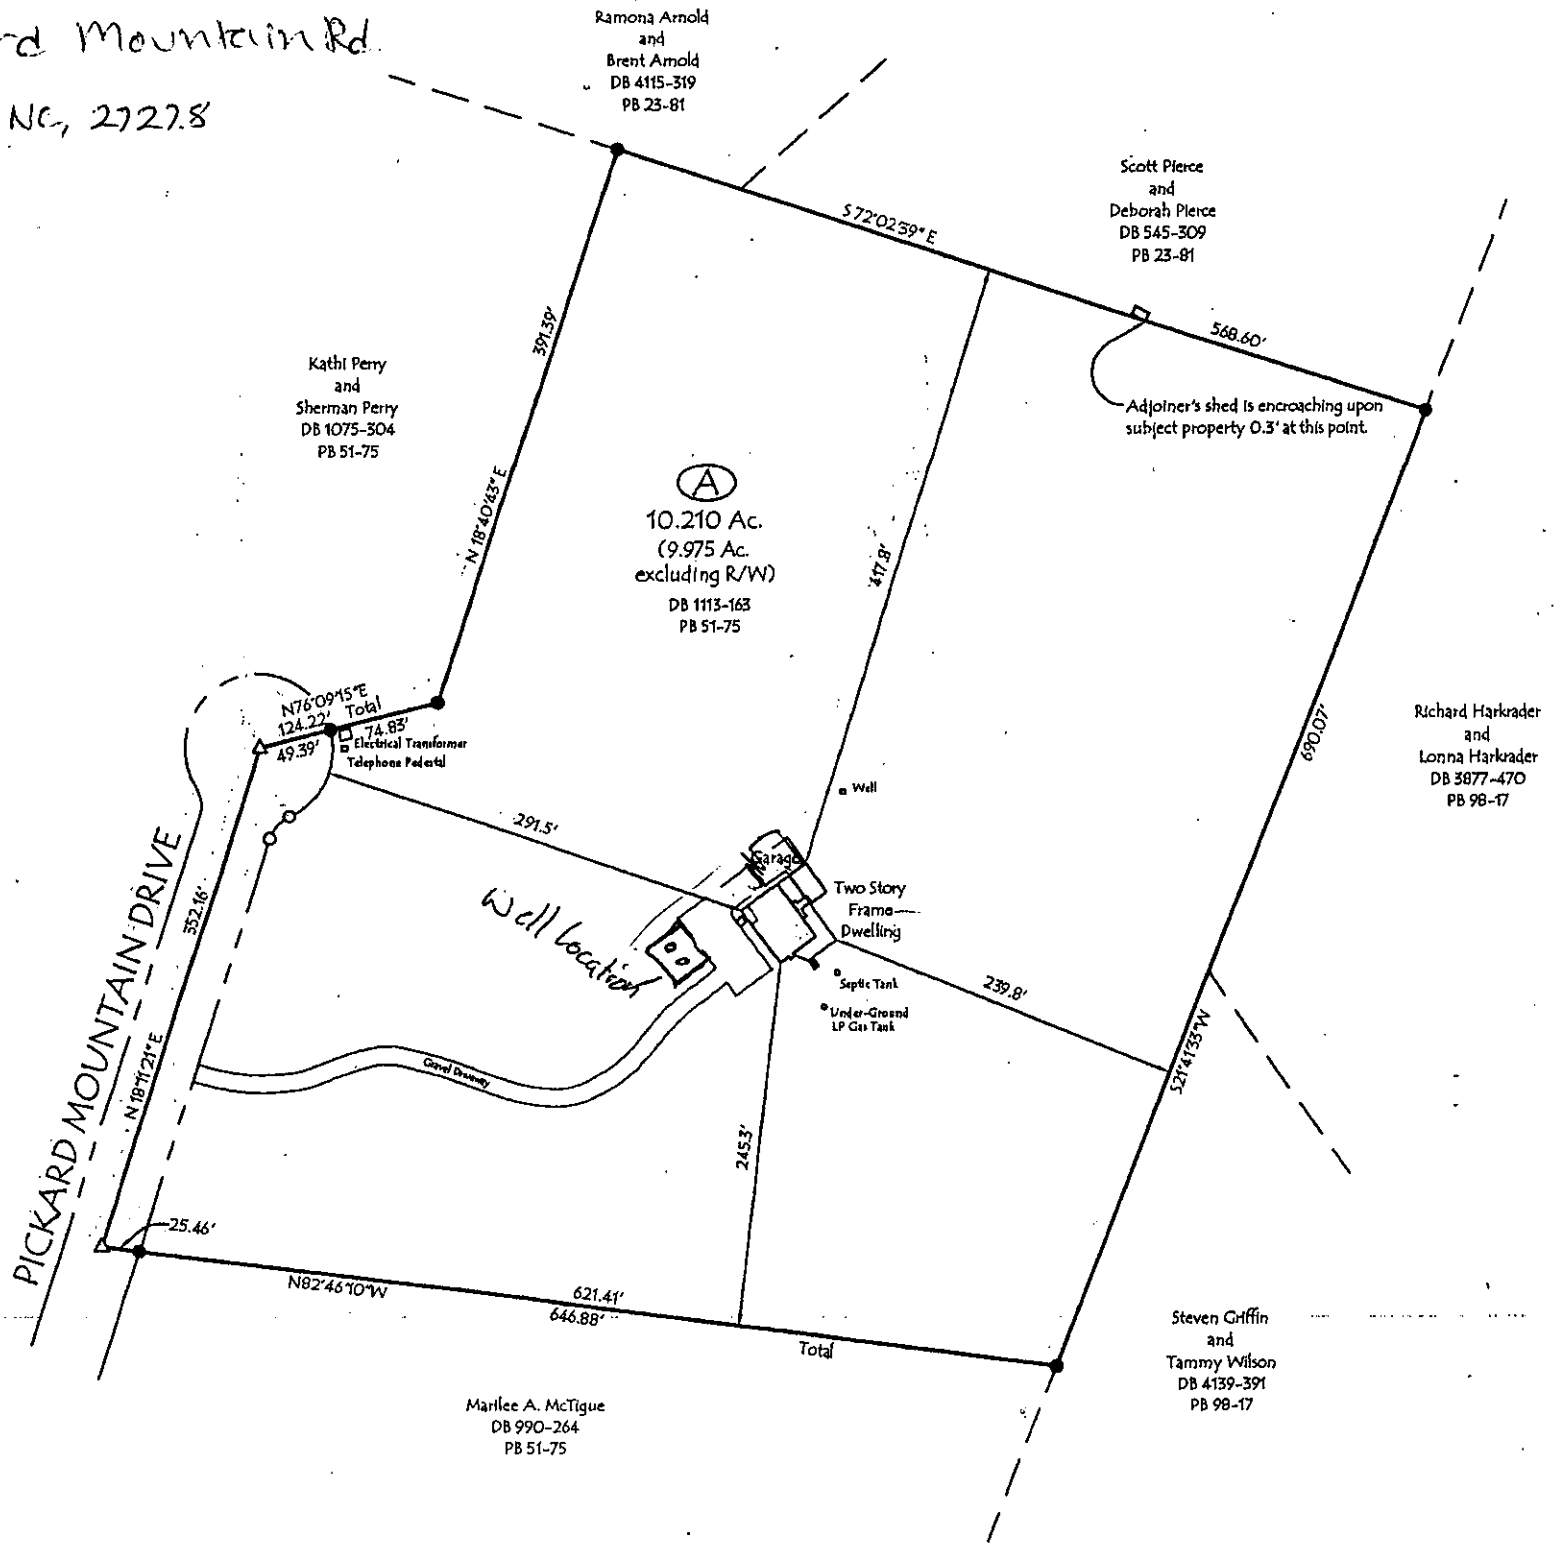 rd Mountain Rd.
NC, 27278
Ramona Arnold
and
Brent Arnold
DB 4115-319
PB 23-81
Scott Pierce
and
Deborah Pierce
DB 545-309
PB 23-81
S 72°02'39" E
568.60'
Adjoiner's shed is encroaching upon
subject property 0.3' at this point.
391.39'
N 18°40'43" E
Kathi Perry
and
Sherman Perry
DB 1075-304
PB 51-75
A
10.210 Ac.
(9.975 Ac.
excluding R/W)
DB 1113-163
PB 51-75
417.8'
690.07'
S21°41'33"W
Richard Harkrader
and
Lonna Harkrader
DB 3877-470
PB 98-17
N76°09'15"E
124.22' Total
49.39'
74.83'
Electrical Transformer
Telephone Pedestal
Well
291.5'
Garage
Two Story
Frame
Dwelling
Well Location
Septic Tank
Under-Ground
LP Gas Tank
239.8'
PICKARD MOUNTAIN DRIVE
352.16'
N 18°11'21" E
Gravel Driveway
245.3'
25.46'
N82°46'10"W
621.41'
646.88'
Total
Steven Griffin
and
Tammy Wilson
DB 4139-391
PB 98-17
Marilee A. McTigue
DB 990-264
PB 51-75